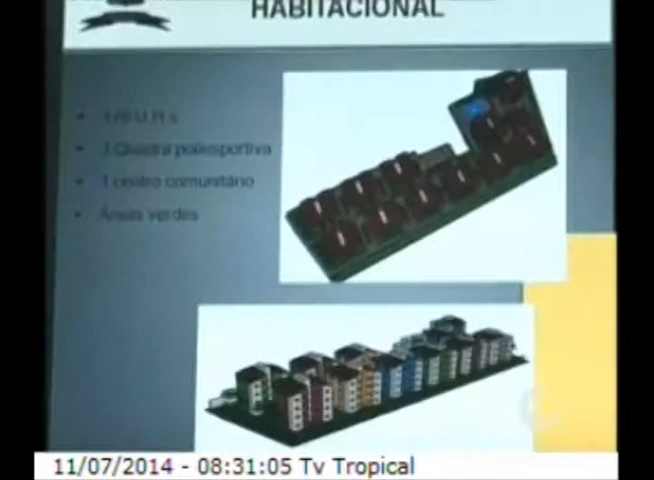 HABITACIONAL
1 Quadra poliesportiva
1 centro comunitário
Áreas verdes
11/07/2014 - 08:31:05 Tv Tropical